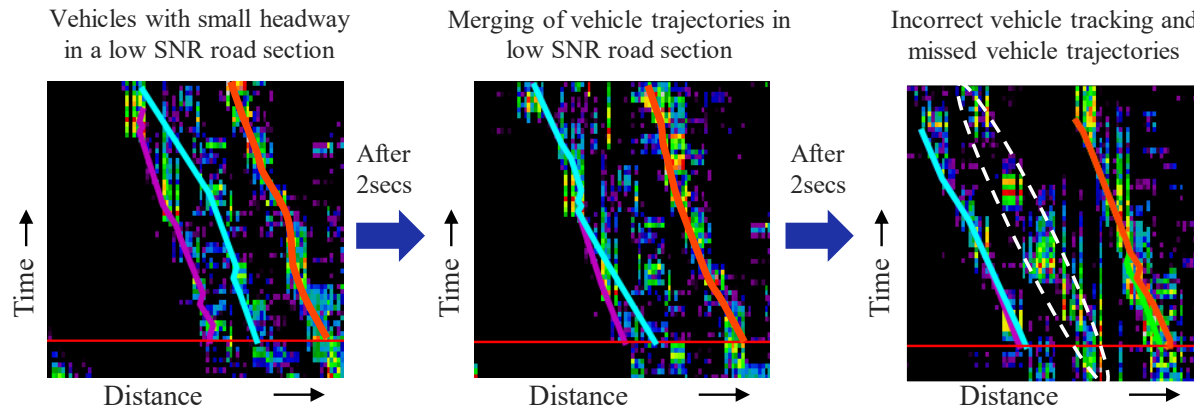 Vehicles with small headway
in a low SNR road section
Merging of vehicle trajectories in
low SNR road section
Incorrect vehicle tracking and
missed vehicle trajectories
Time
After
2secs
Time
After
2secs
Time
Distance
Distance
Distance